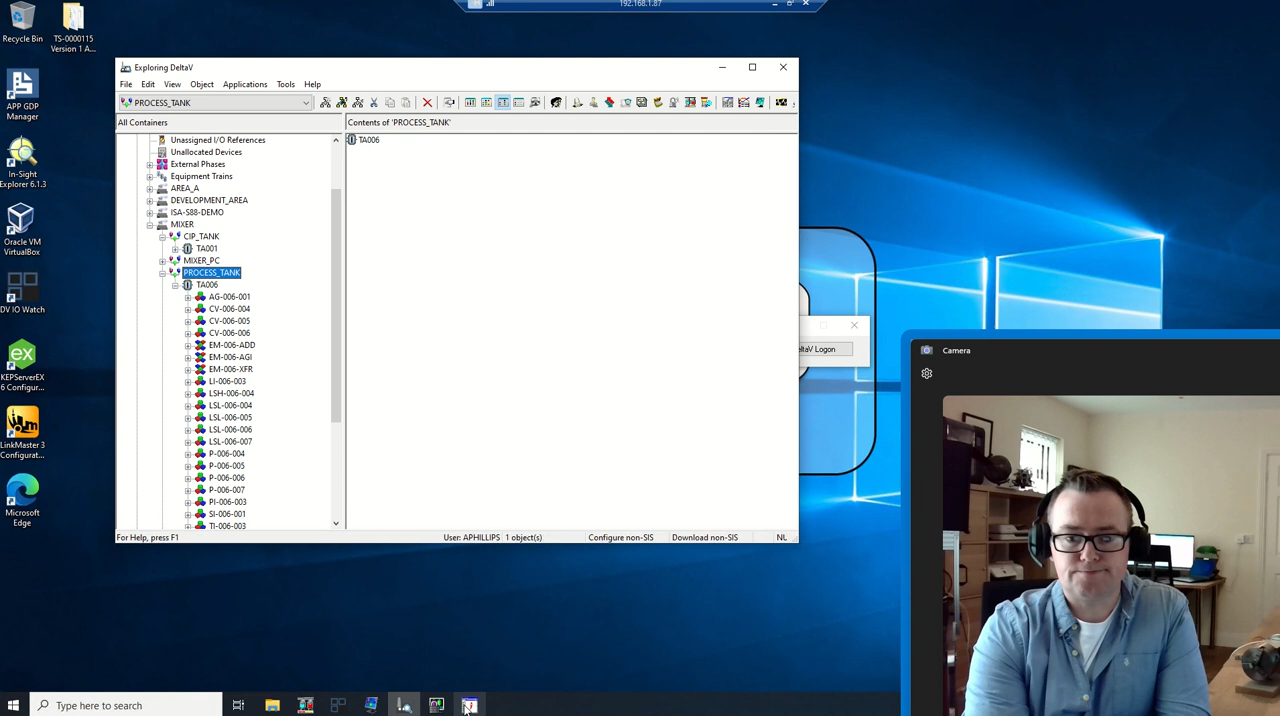 192.168.1.87
Recycle Bin
TS-0000115
Version 1 A...
APP GDP
Manager
In-Sight
Explorer 6.1.3
Oracle VM
VirtualBox
DV IO Watch
KEPServerEX
6 Configur...
LinkMaster 3
Configurat...
Microsoft
Edge
Exploring DeltaV
File Edit View Object Applications Tools Help
PROCESS_TANK
All Containers
Contents of 'PROCESS_TANK'
Unassigned I/O References
Unallocated Devices
External Phases
Equipment Trains
AREA_A
DEVELOPMENT_AREA
ISA-S88-DEMO
MIXER
CIP_TANK
TA001
MIXER_PC
PROCESS_TANK
TA006
AG-006-001
CV-006-004
CV-006-005
CV-006-006
EM-006-ADD
EM-006-AGI
EM-006-XFR
LI-006-003
LSH-006-004
LSL-006-004
LSL-006-005
LSL-006-006
LSL-006-007
P-006-004
P-006-005
P-006-006
P-006-007
PI-006-003
SI-006-001
TI-006-003
TA006
For Help, press F1
User: APHILLIPS 1 object(s) Configure non-SIS Download non-SIS NU
eltaV Logon
Camera
Type here to search